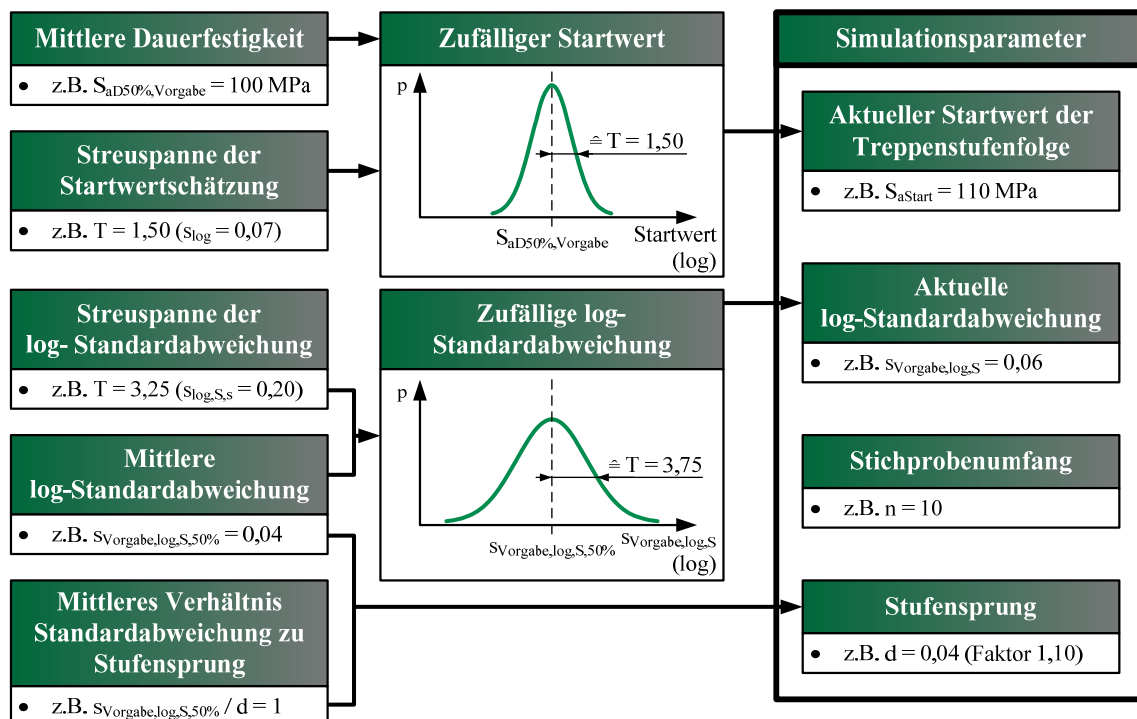 Mittlere Dauerfestigkeit
• z.B. SaD50%,Vorgabe = 100 MPa
Streuspanne der
Startwertschätzung
• z.B. T = 1,50 (slog = 0,07)
Streuspanne der
log- Standardabweichung
• z.B. T = 3,25 (slog,S,s = 0,20)
Mittlere
log-Standardabweichung
• z.B. sVorgabe,log,S,50% = 0,04
Mittleres Verhältnis
Standardabweichung zu
Stufensprung
• z.B. sVorgabe,log,S,50% / d = 1
Zufälliger Startwert
p
≙ T = 1,50
SaD50%,Vorgabe
Startwert
(log)
Zufällige log-
Standardabweichung
p
≙ T = 3,75
sVorgabe,log,S,50%
sVorgabe,log,S
(log)
Simulationsparameter
Aktueller Startwert der
Treppenstufenfolge
• z.B. SaStart = 110 MPa
Aktuelle
log-Standardabweichung
• z.B. sVorgabe,log,S = 0,06
Stichprobenumfang
• z.B. n = 10
Stufensprung
• z.B. d = 0,04 (Faktor 1,10)